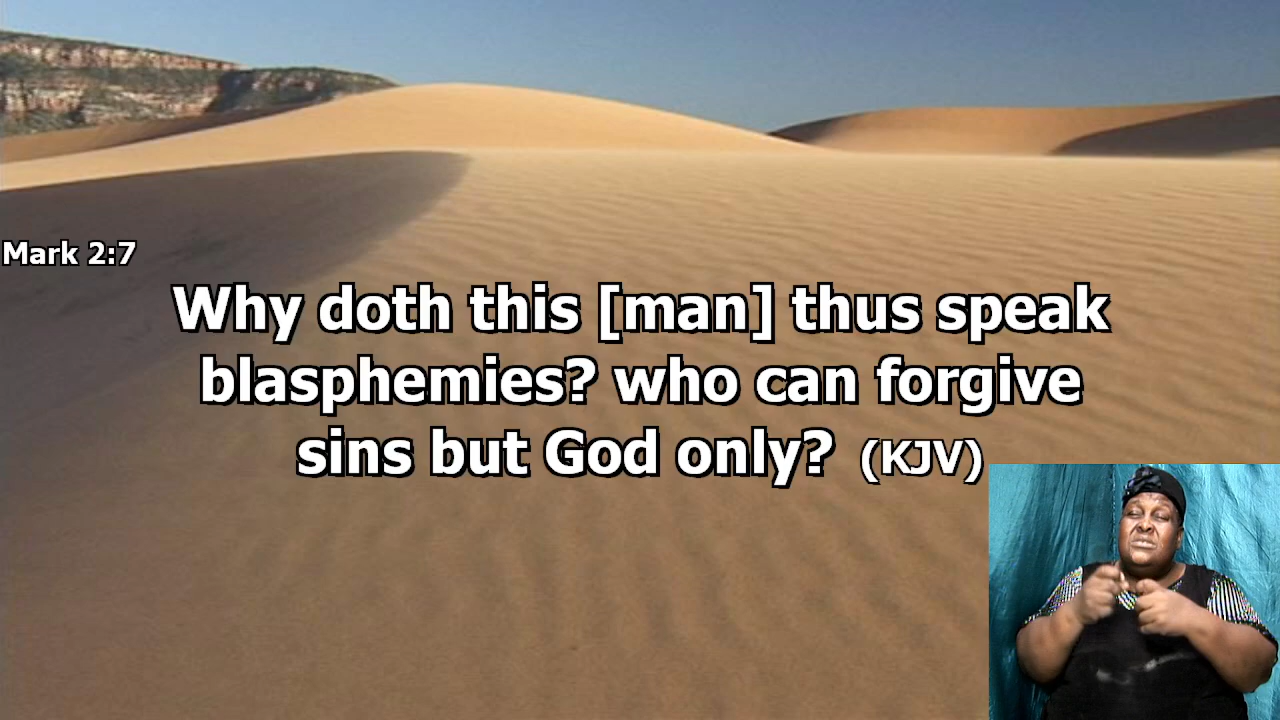 Mark 2:7
Why doth this [man] thus speak
blasphemies? who can forgive
sins but God only? (KJV)